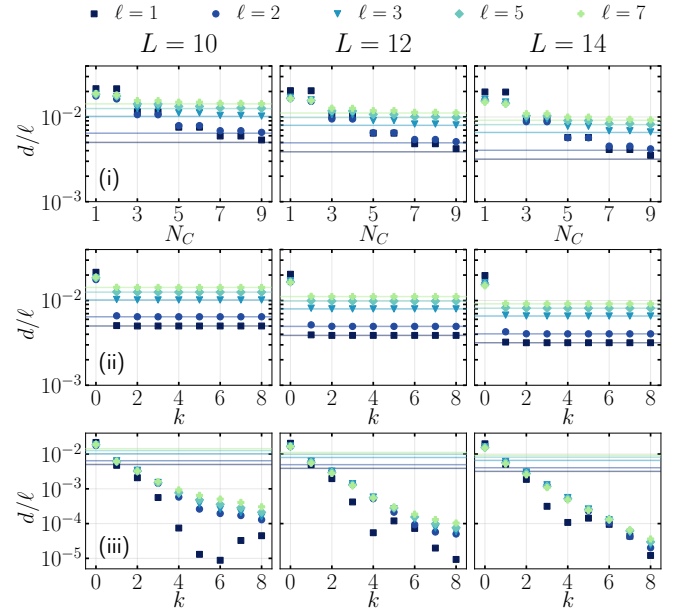 ℓ = 1 ℓ = 2 ℓ = 3 ℓ = 5 ℓ = 7
L = 10 L = 12 L = 14
d/ℓ
10^{-2}
10^{-3}
(i)
1 3 5 7 9 1 3 5 7 9 1 3 5 7 9
N_C N_C N_C
d/ℓ
10^{-2}
10^{-3}
(ii)
0 2 4 6 8 0 2 4 6 8 0 2 4 6 8
k k k
d/ℓ
10^{-2}
10^{-3}
10^{-4}
10^{-5}
(iii)
0 2 4 6 8 0 2 4 6 8 0 2 4 6 8
k k k